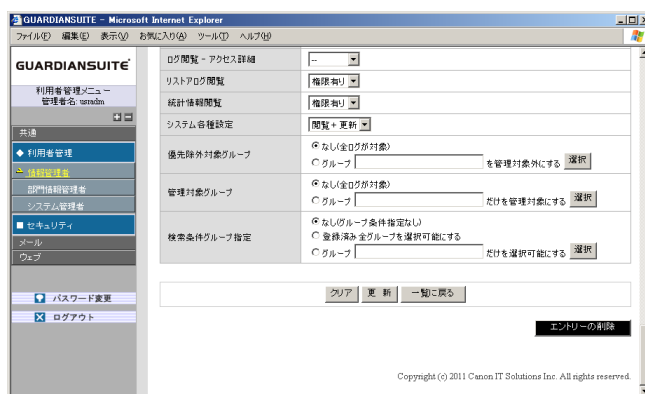 GUARDIANSUITE - Microsoft Internet Explorer
ファイル(F) 編集(E) 表示(V) お気に入り(A) ツール(T) ヘルプ(H)
GUARDIANSUITE
利用者管理メニュー
管理者名: usradm
共通
◆ 利用者管理
情報管理者
部門情報管理者
システム管理者
■ セキュリティ
メール
ウェブ
パスワード変更
ログアウト
ログ閲覧 - アクセス詳細
--
リストアログ閲覧
権限有り
統計情報閲覧
権限有り
システム各種設定
閲覧+更新
優先除外対象グループ
なし(全ログが対象)
グループ を管理対象外にする 選択
管理対象グループ
なし(全ログが対象)
グループ だけを管理対象にする 選択
検索条件グループ指定
なし(グループ条件指定なし)
登録済み全グループを選択可能にする
グループ だけを選択可能にする 選択
クリア 更 新 一覧に戻る
エントリーの削除
Copyright (c) 2011 Canon IT Solutions Inc. All rights reserved.